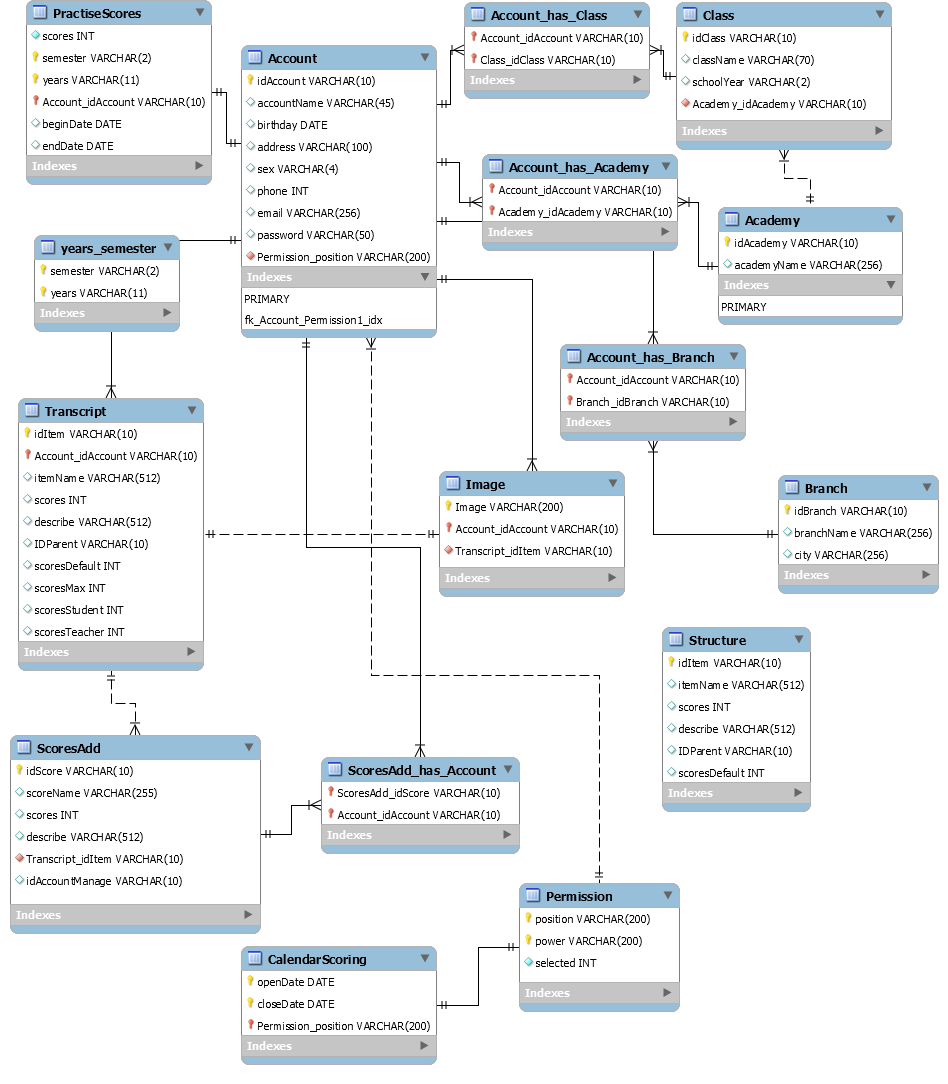 PractiseScores
scores INT
semester VARCHAR(2)
years VARCHAR(11)
Account_idAccount VARCHAR(10)
beginDate DATE
endDate DATE
Indexes
Account
idAccount VARCHAR(10)
accountName VARCHAR(45)
birthday DATE
address VARCHAR(100)
sex VARCHAR(4)
phone INT
email VARCHAR(256)
password VARCHAR(50)
Permission_position VARCHAR(200)
Indexes
PRIMARY
fk_Account_Permission1_idx
Account_has_Class
Account_idAccount VARCHAR(10)
Class_idClass VARCHAR(10)
Indexes
Class
idClass VARCHAR(10)
className VARCHAR(70)
schoolYear VARCHAR(2)
Academy_idAcademy VARCHAR(10)
Indexes
Account_has_Academy
Account_idAccount VARCHAR(10)
Academy_idAcademy VARCHAR(10)
Indexes
Academy
idAcademy VARCHAR(10)
academyName VARCHAR(256)
Indexes
PRIMARY
years_semester
semester VARCHAR(2)
years VARCHAR(11)
Indexes
Account_has_Branch
Account_idAccount VARCHAR(10)
Branch_idBranch VARCHAR(10)
Indexes
Transcript
idItem VARCHAR(10)
Account_idAccount VARCHAR(10)
itemName VARCHAR(512)
scores INT
describe VARCHAR(512)
IDParent VARCHAR(10)
scoresDefault INT
scoresMax INT
scoresStudent INT
scoresTeacher INT
Indexes
Image
Image VARCHAR(200)
Account_idAccount VARCHAR(10)
Transcript_idItem VARCHAR(10)
Indexes
Branch
idBranch VARCHAR(10)
branchName VARCHAR(256)
city VARCHAR(256)
Indexes
Structure
idItem VARCHAR(10)
itemName VARCHAR(512)
scores INT
describe VARCHAR(512)
IDParent VARCHAR(10)
scoresDefault INT
Indexes
ScoresAdd
idScore VARCHAR(10)
scoreName VARCHAR(255)
scores INT
describe VARCHAR(512)
Transcript_idItem VARCHAR(10)
idAccountManage VARCHAR(10)
Indexes
ScoresAdd_has_Account
ScoresAdd_idScore VARCHAR(10)
Account_idAccount VARCHAR(10)
Indexes
Permission
position VARCHAR(200)
power VARCHAR(200)
selected INT
Indexes
CalendarScoring
openDate DATE
closeDate DATE
Permission_position VARCHAR(200)
Indexes